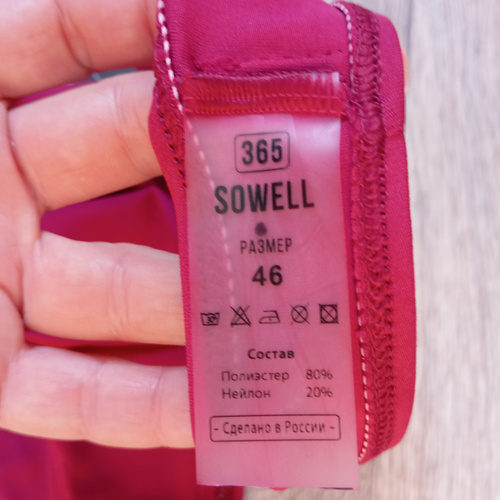 365
SOWELL
РАЗМЕР
46
Состав
Полиэстер 80%
Нейлон 20%
- Сделано в России -